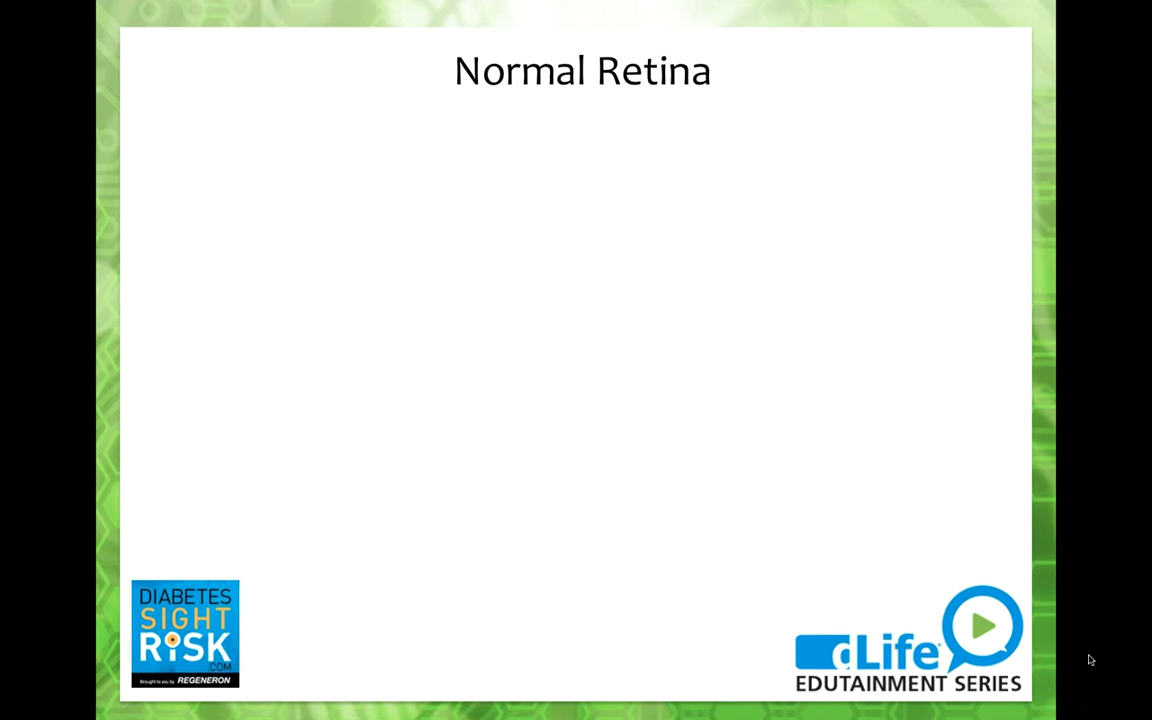 Normal Retina
DIABETES
SIGHT
RISK
.COM
Brought to you by REGENERON
dLife
EDUTAINMENT SERIES